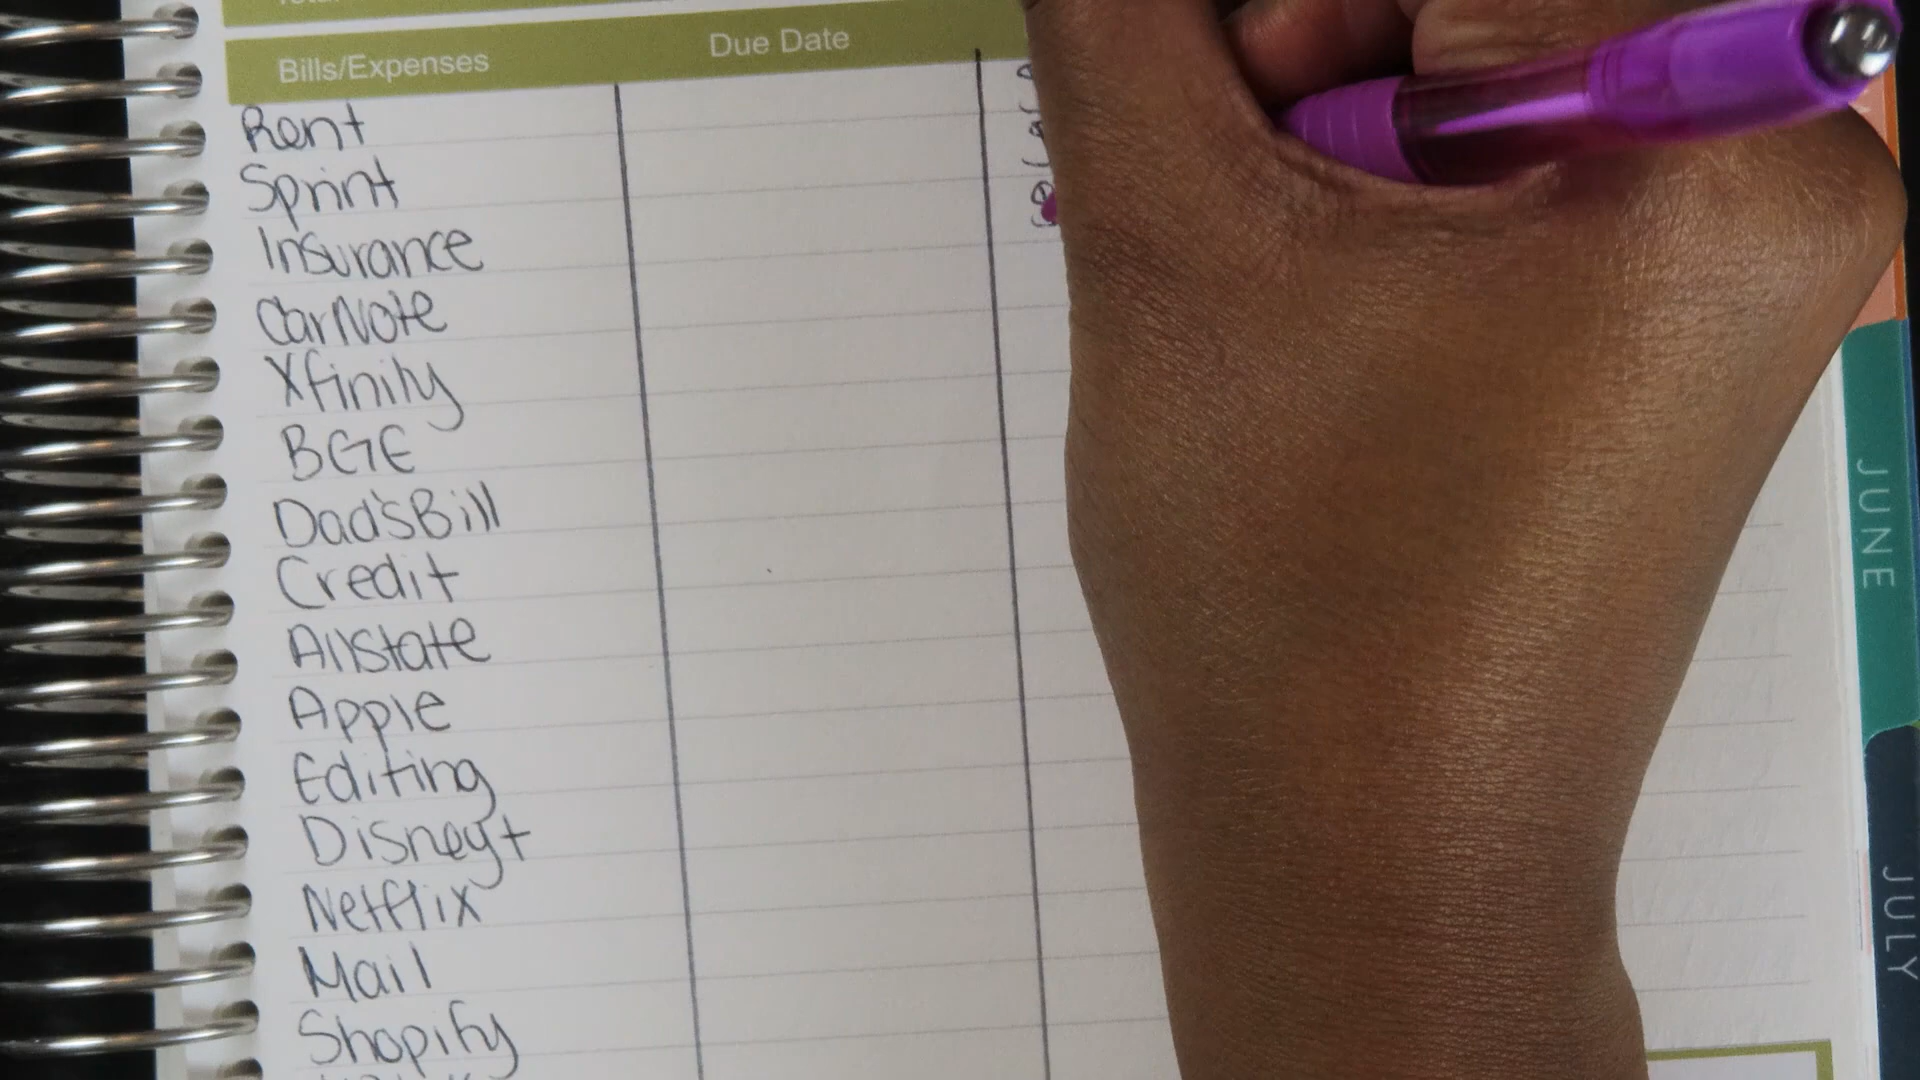 Bills/Expenses Due Date
Rent
Sprint
Insurance
CarNote
Xfinity
BGE
Dad'sBill
Credit
Allstate
Apple
Editing
Disney+
Netflix
Mail
Shopify
JUNE
JULY